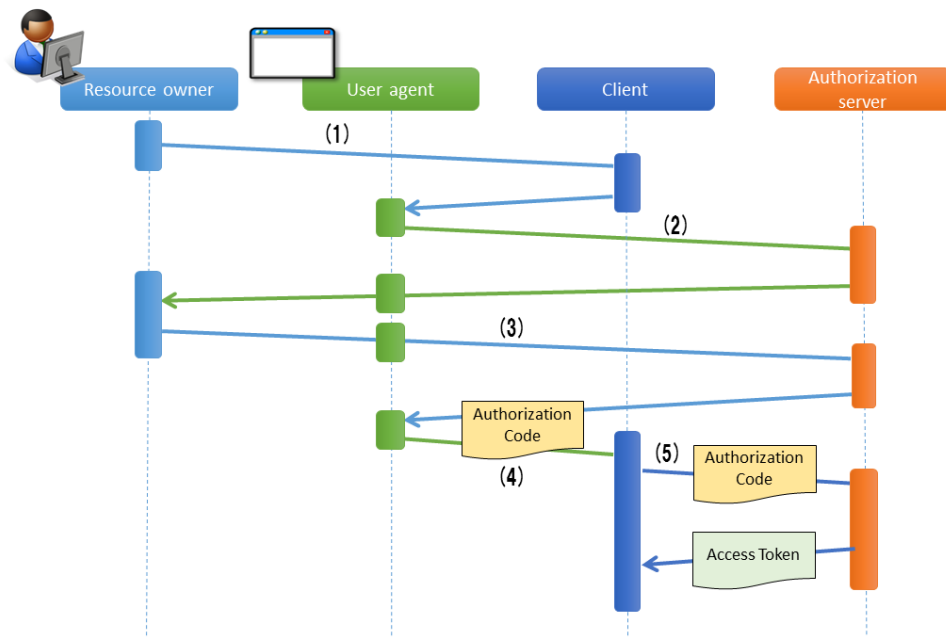 Resource owner
User agent
Client
Authorization
server
(1)
(2)
(3)
Authorization
Code
(4)
(5)
Authorization
Code
Access Token